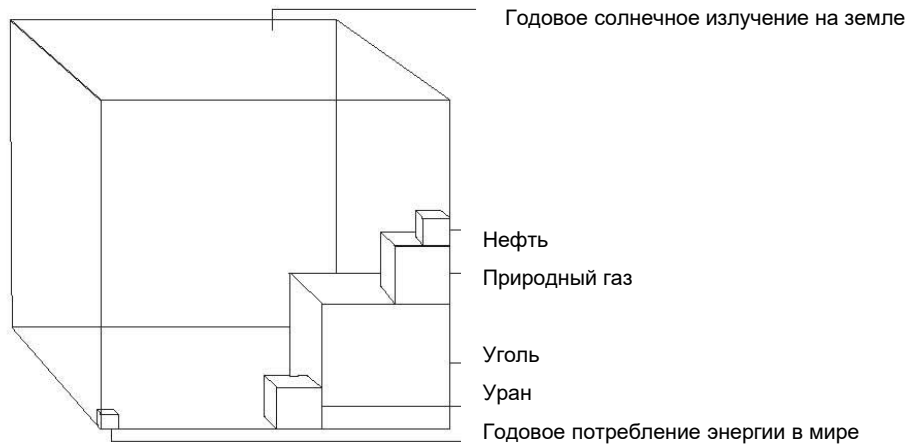 Годовое солнечное излучение на земле
Нефть
Природный газ
Уголь
Уран
Годовое потребление энергии в мире